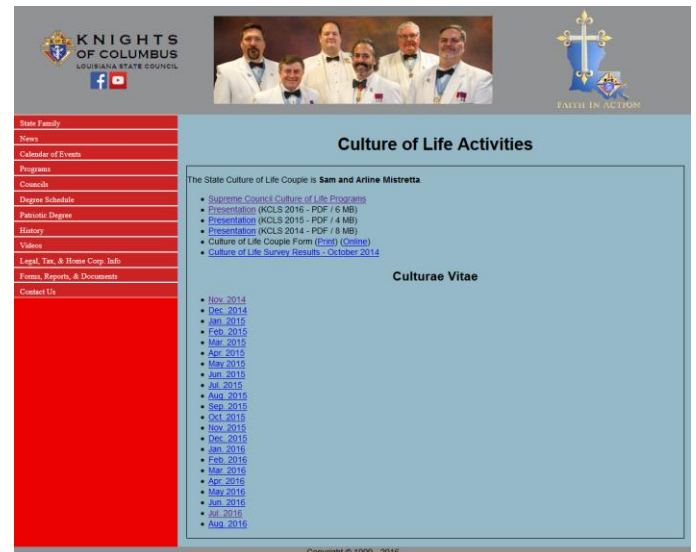 KNIGHTS
OF COLUMBUS
LOUISIANA STATE COUNCIL
FAITH IN ACTION
State Family
News
Calendar of Events
Programs
Councils
Degree Schedule
Patriotic Degree
History
Videos
Legal, Tax, & Home Corp. Info
Forms, Reports, & Documents
Contact Us
Culture of Life Activities
The State Culture of Life Couple is Sam and Arline Mistretta.
Supreme Council Culture of Life Programs
Presentation (KCLS 2016 - PDF / 6 MB)
Presentation (KCLS 2015 - PDF / 4 MB)
Presentation (KCLS 2014 - PDF / 8 MB)
Culture of Life Couple Form (Print) (Online)
Culture of Life Survey Results - October 2014
Culturae Vitae
Nov. 2014
Dec. 2014
Jan. 2015
Feb. 2015
Mar. 2015
Apr. 2015
May 2015
Jun. 2015
Jul. 2015
Aug. 2015
Sep. 2015
Oct. 2015
Nov. 2015
Dec. 2015
Jan. 2016
Feb. 2016
Mar. 2016
Apr. 2016
May 2016
Jun. 2016
Jul. 2016
Aug. 2016
Copyright © 1999 - 2016